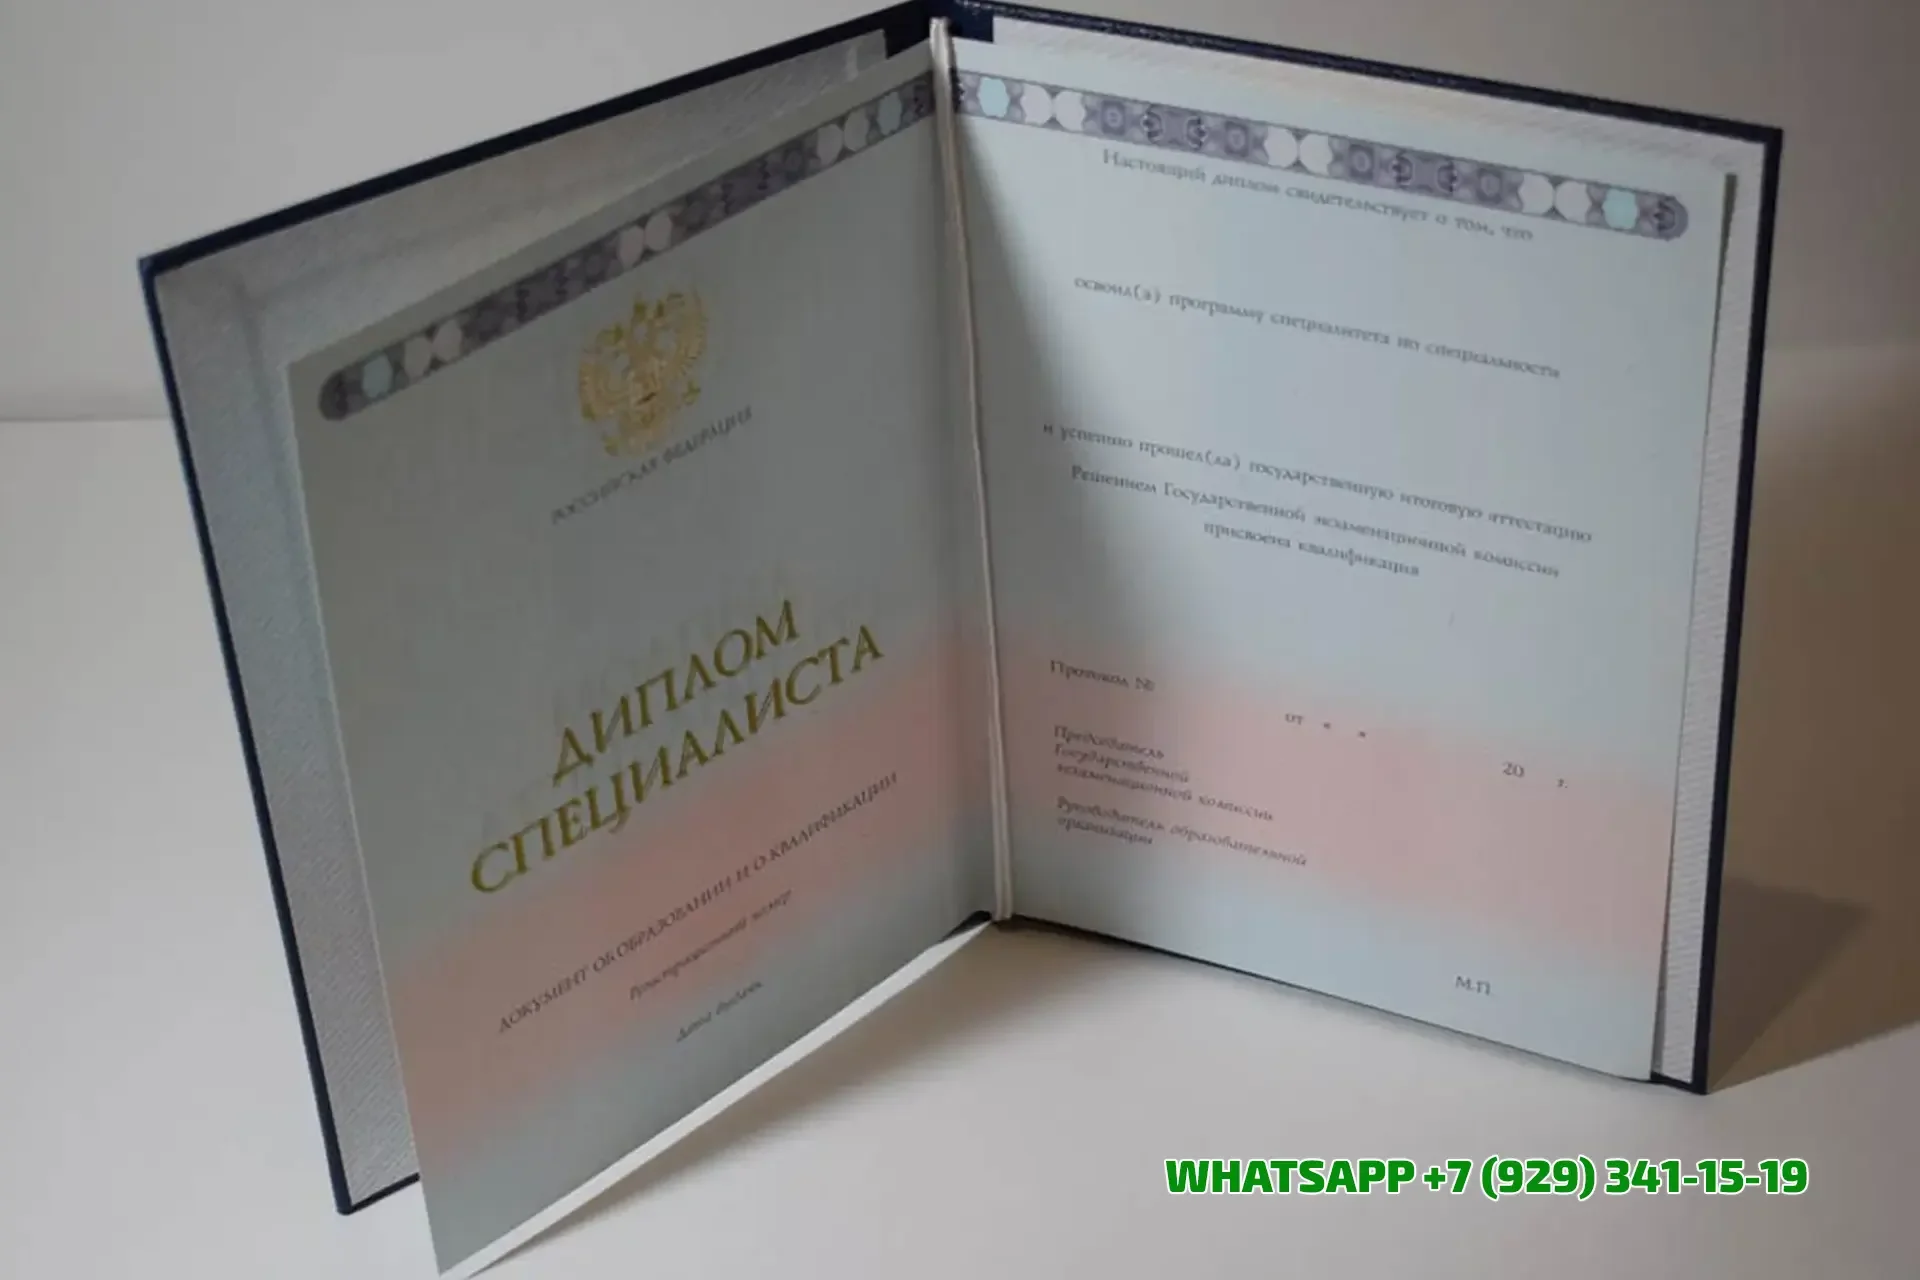 РОССИЙСКАЯ ФЕДЕРАЦИЯ
ДИПЛОМ
СПЕЦИАЛИСТА
ДОКУМЕНТ ОБ ОБРАЗОВАНИИ И О КВАЛИФИКАЦИИ
Регистрационный номер
Дата выдачи
Настоящий диплом свидетельствует о том, что
освоил(а) программу специалитета по специальности
и успешно прошел(ла) государственную итоговую аттестацию
Решением Государственной экзаменационной комиссии
присвоена квалификация
Протокол №
от « »
20 г.
Председатель
Государственной
экзаменационной комиссии
Руководитель образовательной
организации
М.П.
WHATSAPP +7 (929) 341-15-19